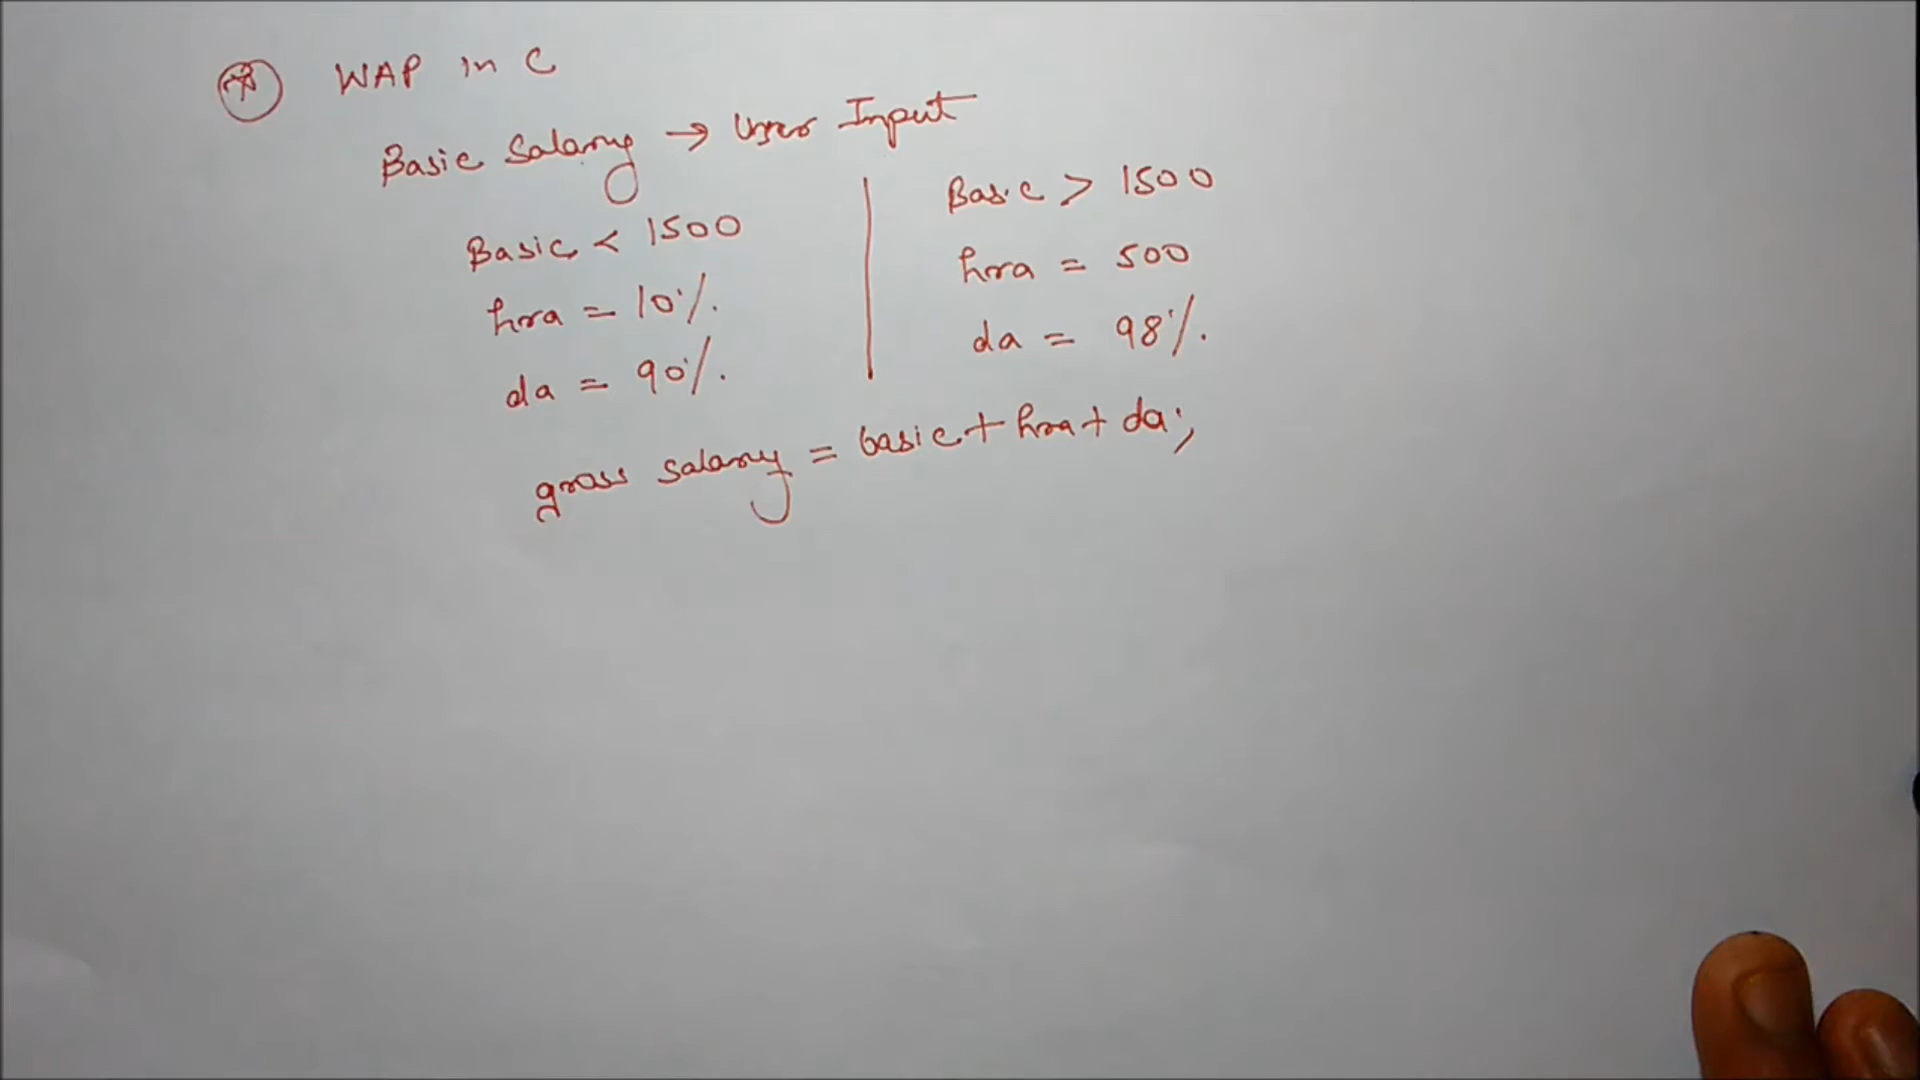 WAP in C
Basic Salary → User Input
Basic < 1500
hra = 10%.
da = 90%.
Basic > 1500
hra = 500
da = 98%.
gross salary = basic + hra + da;